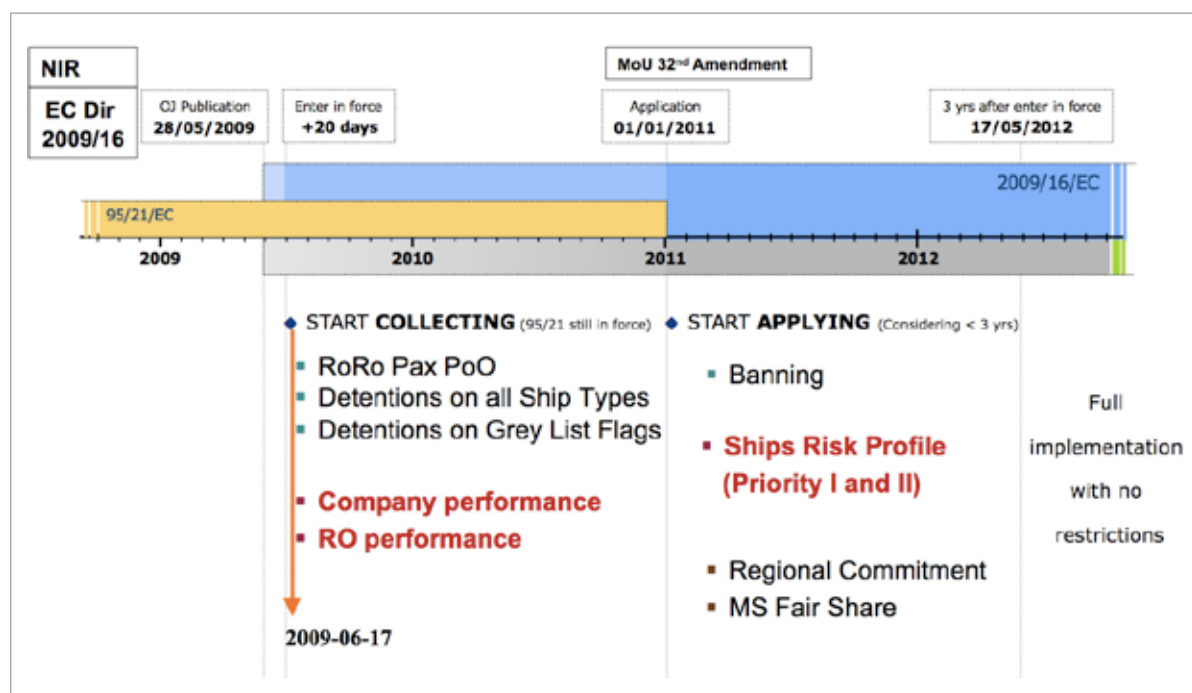 NIR
EC Dir
2009/16
OJ Publication
28/05/2009
Enter in force
+20 days
MoU 32nd Amendment
Application
01/01/2011
3 yrs after enter in force
17/05/2012
2009/16/EC
95/21/EC
2009
2010
2011
2012
START COLLECTING (95/21 still in force)
RoRo Pax PoO
Detentions on all Ship Types
Detentions on Grey List Flags
Company performance
RO performance
2009-06-17
START APPLYING (Considering < 3 yrs)
Banning
Ships Risk Profile
(Priority I and II)
Regional Commitment
MS Fair Share
Full
implementation
with no
restrictions